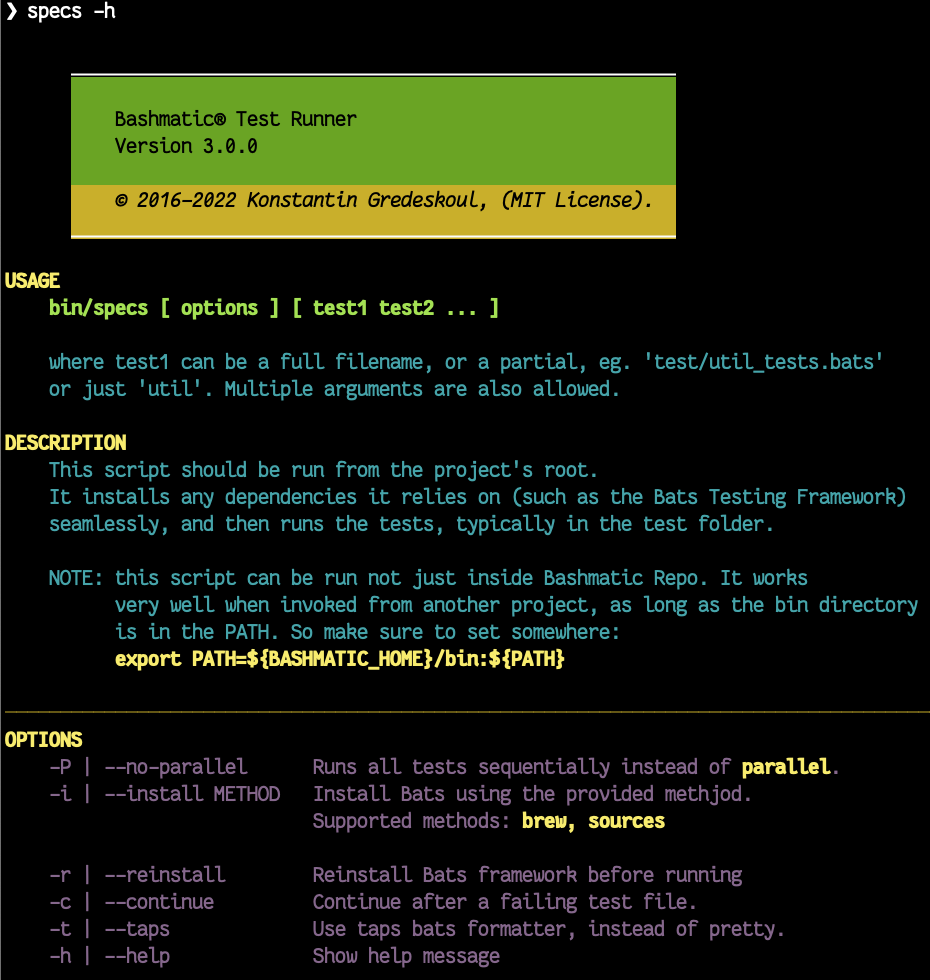 ❯ specs -h
Bashmatic® Test Runner
Version 3.0.0
© 2016-2022 Konstantin Gredeskoul, (MIT License).
USAGE
bin/specs [ options ] [ test1 test2 ... ]
where test1 can be a full filename, or a partial, eg. 'test/util_tests.bats'
or just 'util'. Multiple arguments are also allowed.
DESCRIPTION
This script should be run from the project's root.
It installs any dependencies it relies on (such as the Bats Testing Framework)
seamlessly, and then runs the tests, typically in the test folder.
NOTE: this script can be run not just inside Bashmatic Repo. It works
very well when invoked from another project, as long as the bin directory
is in the PATH. So make sure to set somewhere:
export PATH=${BASHMATIC_HOME}/bin:${PATH}
OPTIONS
-P | --no-parallel Runs all tests sequentially instead of parallel.
-i | --install METHOD Install Bats using the provided methjod.
Supported methods: brew, sources
-r | --reinstall Reinstall Bats framework before running
-c | --continue Continue after a failing test file.
-t | --taps Use taps bats formatter, instead of pretty.
-h | --help Show help message